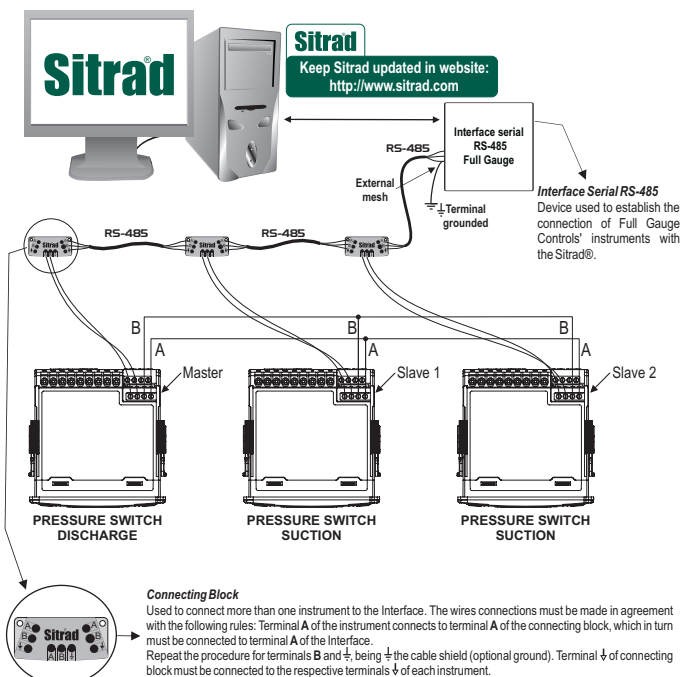 Sitrad®
Sitrad
Keep Sitrad updated in website:
http://www.sitrad.com
Interface serial
RS-485
Full Gauge
RS-485
External
mesh
Terminal
grounded
Interface Serial RS-485
Device used to establish the
connection of Full Gauge
Controls' instruments with
the Sitrad®.
RS-485
RS-485
Sitrad
Sitrad
Sitrad
B
A
B
A
B
A
Master
Slave 1
Slave 2
PRESSURE SWITCH
DISCHARGE
PRESSURE SWITCH
SUCTION
PRESSURE SWITCH
SUCTION
Connecting Block
Used to connect more than one instrument to the Interface. The wires connections must be made in agreement
with the following rules: Terminal A of the instrument connects to terminal A of the connecting block, which in turn
must be connected to terminal A of the Interface.
Repeat the procedure for terminals B and ⏚, being ⏚ the cable shield (optional ground). Terminal ⏚ of connecting
block must be connected to the respective terminals ⏚ of each instrument.
A
B
Sitrad
A
B
A B